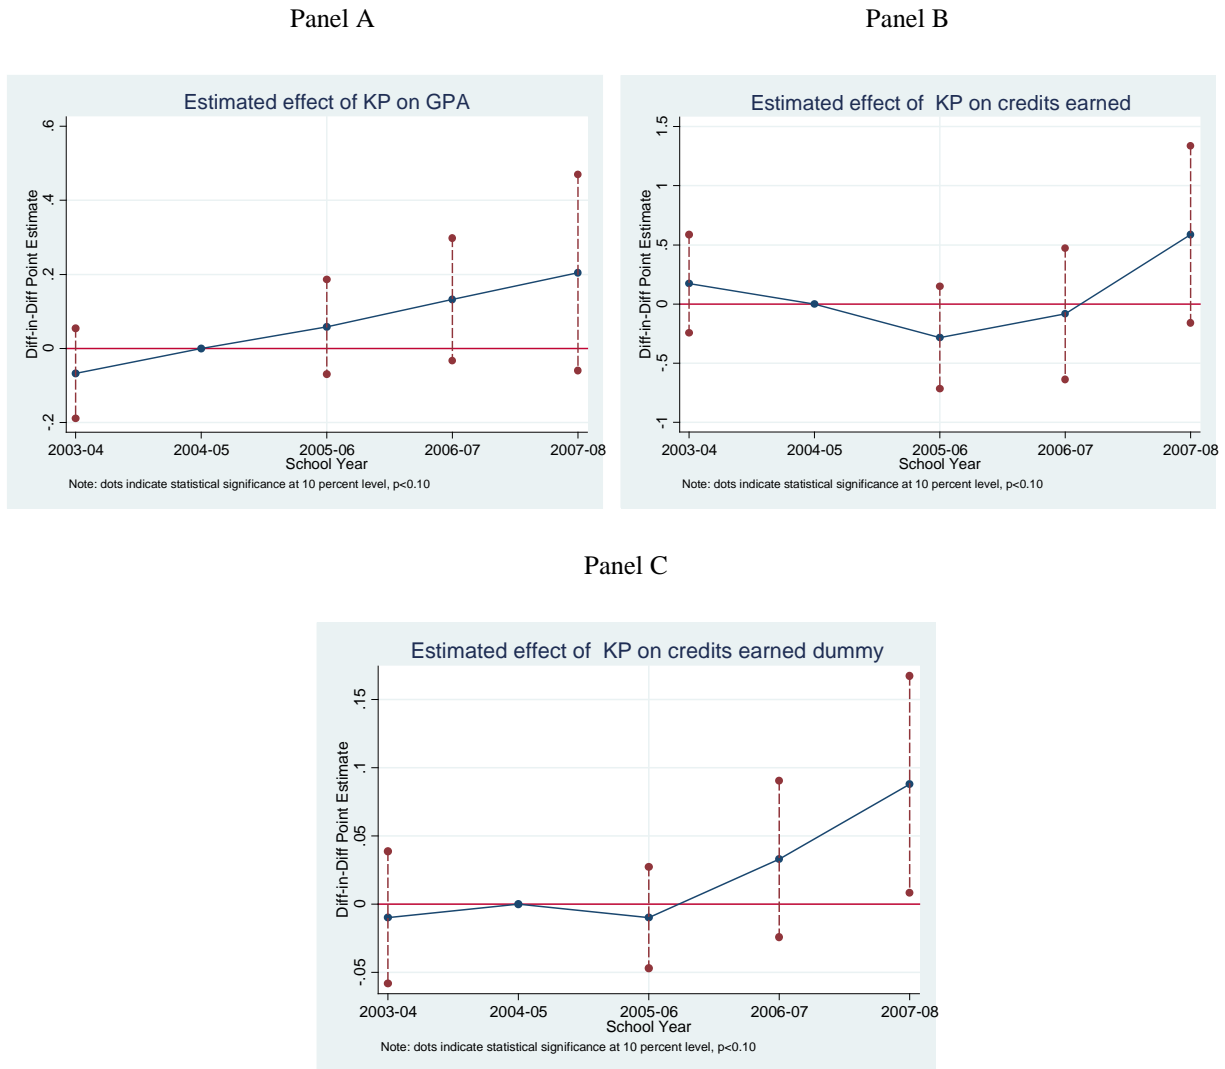 Panel A
Estimated effect of KP on GPA
Diff-in-Diff Point Estimate
.6
.4
.2
0
-.2
2003-04 2004-05 2005-06 2006-07 2007-08
School Year
Note: dots indicate statistical significance at 10 percent level, p<0.10
Panel B
Estimated effect of  KP on credits earned
Diff-in-Diff Point Estimate
1.5
1
.5
0
-.5
-1
2003-04 2004-05 2005-06 2006-07 2007-08
School Year
Note: dots indicate statistical significance at 10 percent level, p<0.10
Panel C
Estimated effect of  KP on credits earned dummy
Diff-in-Diff Point Estimate
.15
.1
.05
0
-.05
2003-04 2004-05 2005-06 2006-07 2007-08
School Year
Note: dots indicate statistical significance at 10 percent level, p<0.10